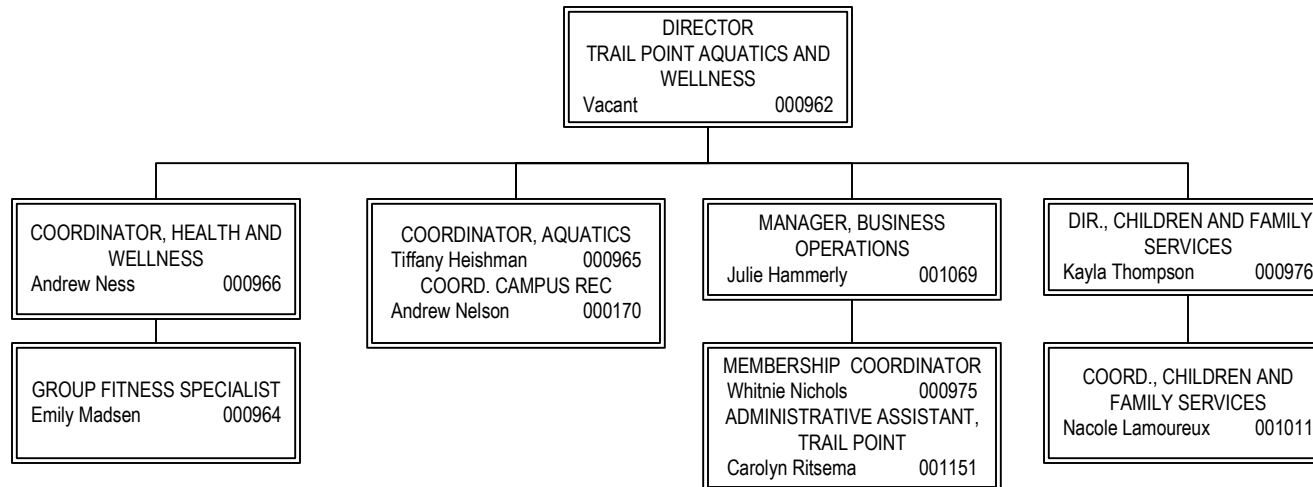 DIRECTOR
TRAIL POINT AQUATICS AND
WELLNESS
Vacant 000962
COORDINATOR, HEALTH AND
WELLNESS
Andrew Ness 000966
COORDINATOR, AQUATICS
Tiffany Heishman 000965
COORD. CAMPUS REC
Andrew Nelson 000170
MANAGER, BUSINESS
OPERATIONS
Julie Hammerly 001069
DIR., CHILDREN AND FAMILY
SERVICES
Kayla Thompson 000976
GROUP FITNESS SPECIALIST
Emily Madsen 000964
MEMBERSHIP COORDINATOR
Whitnie Nichols 000975
ADMINISTRATIVE ASSISTANT,
TRAIL POINT
Carolyn Ritsema 001151
COORD., CHILDREN AND
FAMILY SERVICES
Nacole Lamoureux 001011